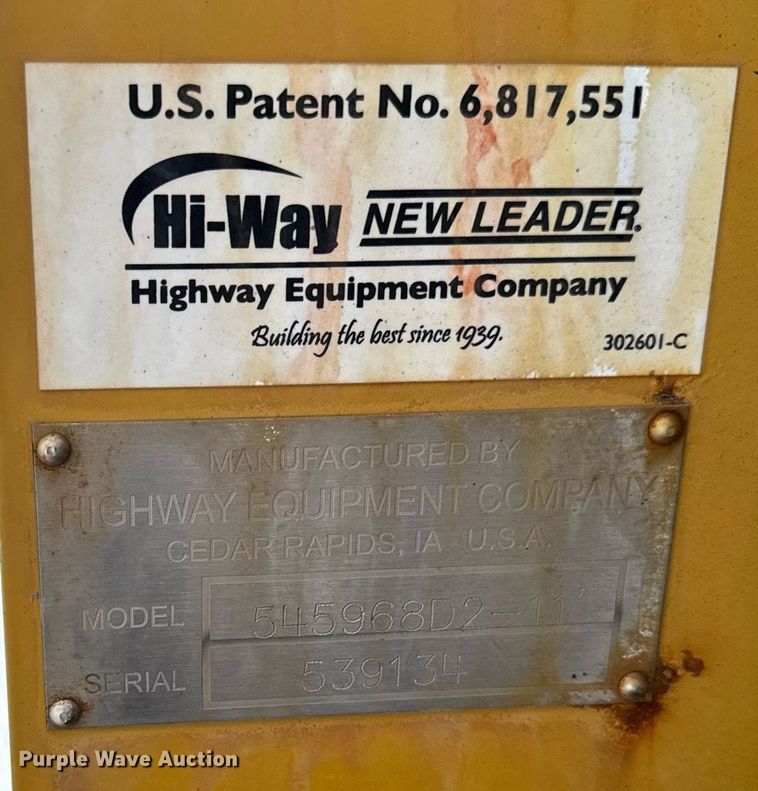 U.S. Patent No. 6,817,551
Hi-Way NEW LEADER.
Highway Equipment Company
Building the best since 1939.
302601-C
MANUFACTURED BY
HIGHWAY EQUIPMENT COMPANY
CEDAR RAPIDS, IA U.S.A.
MODEL 545968D2-11'
SERIAL 539134
Purple Wave Auction